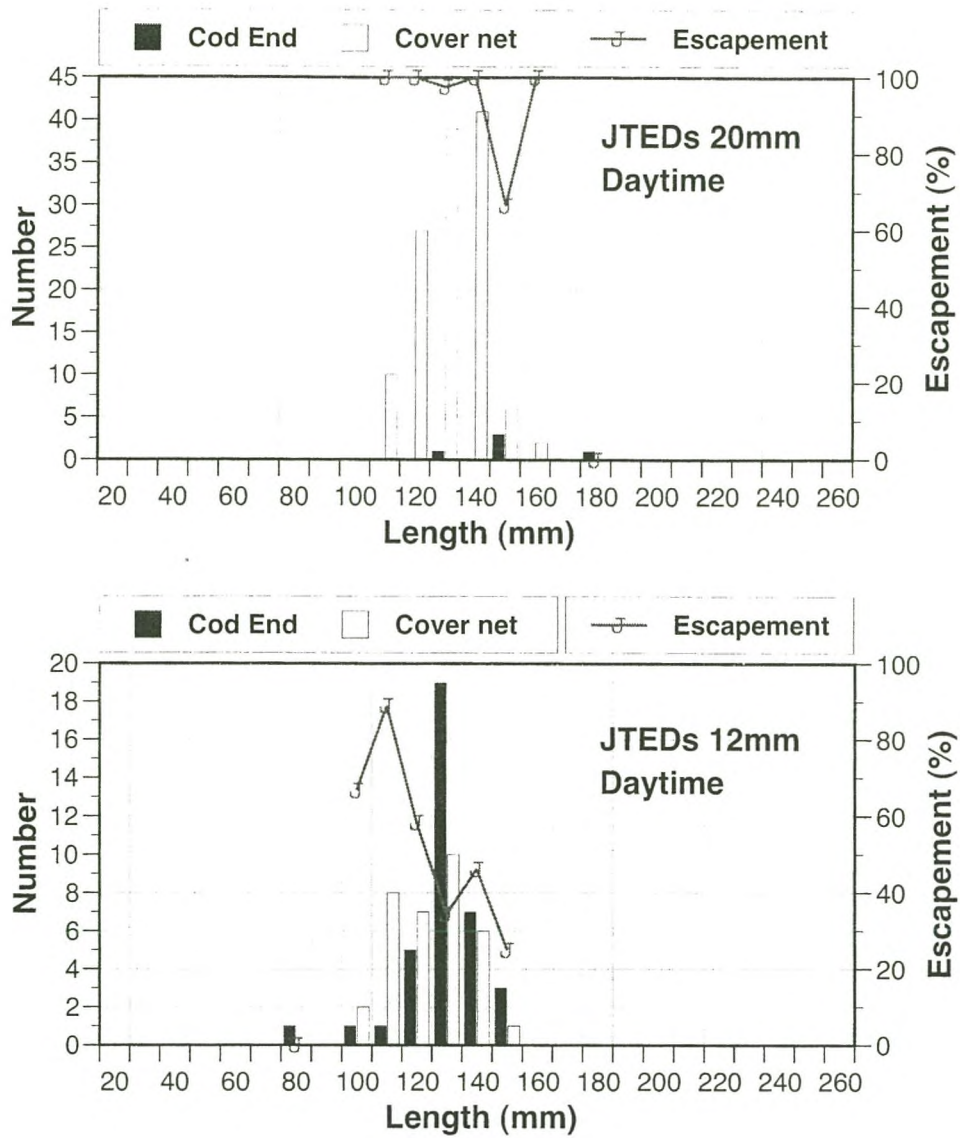 Cod End Cover net Escapement
45 40 35 30 25 20 15 10 5 0
Number
100 80 60 40 20 0
Escapement (%)
JTEDs 20mm
Daytime
20 40 60 80 100 120 140 160 180 200 220 240 260
Length (mm)
Cod End Cover net Escapement
20 18 16 14 12 10 8 6 4 2 0
Number
100 80 60 40 20 0
Escapement (%)
JTEDs 12mm
Daytime
20 40 60 80 100 120 140 160 180 200 220 240 260
Length (mm)